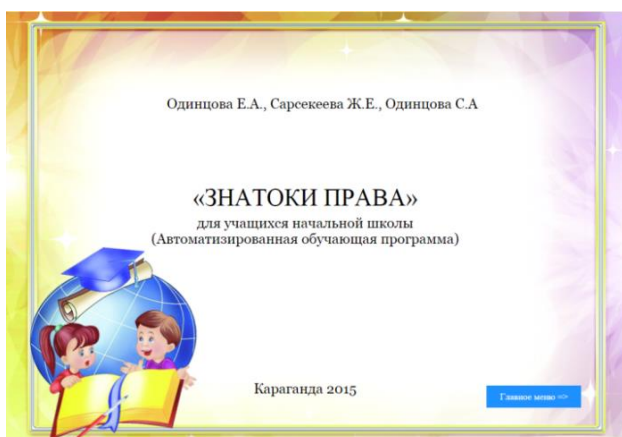 Одинцова Е.А., Сарсекеева Ж.Е., Одинцова С.А
«ЗНАТОКИ ПРАВА»
для учащихся начальной школы
(Автоматизированная обучающая программа)
Караганда 2015
Главное меню =>